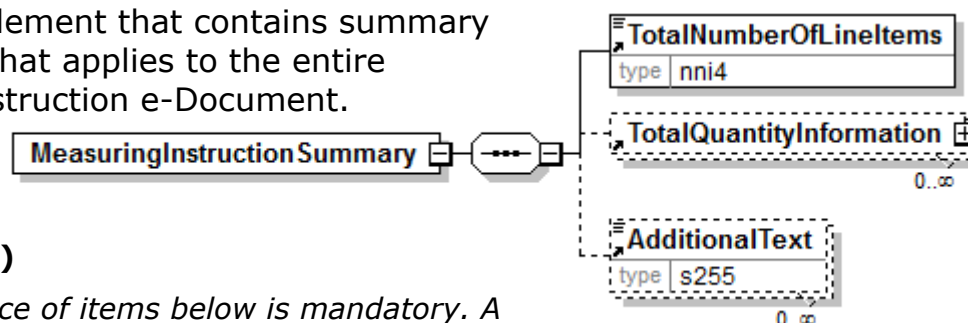 lement that contains summary
hat applies to the entire
struction e-Document.
MeasuringInstructionSummary
TotalNumberOfLineItems
type nni4
TotalQuantityInformation
0..∞
AdditionalText
type s255
0..∞
)
ce of items below is mandatory. A